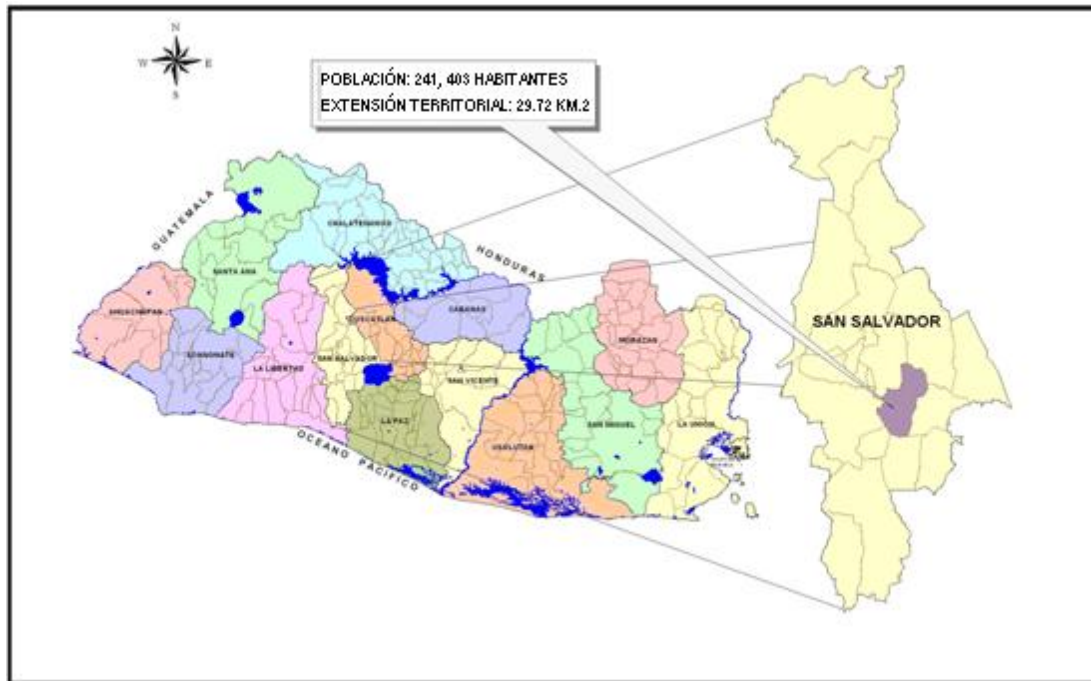 N
W E
S
POBLACIÓN: 241, 403 HABITANTES
EXTENSIÓN TERRITORIAL: 29.72 KM.2
GUATEMALA
CHALATENANGO
HONDURAS
SANTA ANA
CABAÑAS
AHUACHAPAN
CUSCATLAN
MORAZAN
SAN SALVADOR
SONSONATE
SAN SALVADOR
LA LIBERTAD
SAN VICENTE
LA PAZ
SAN MIGUEL
LA UNION
USULUTAN
OCEANO PACIFICO